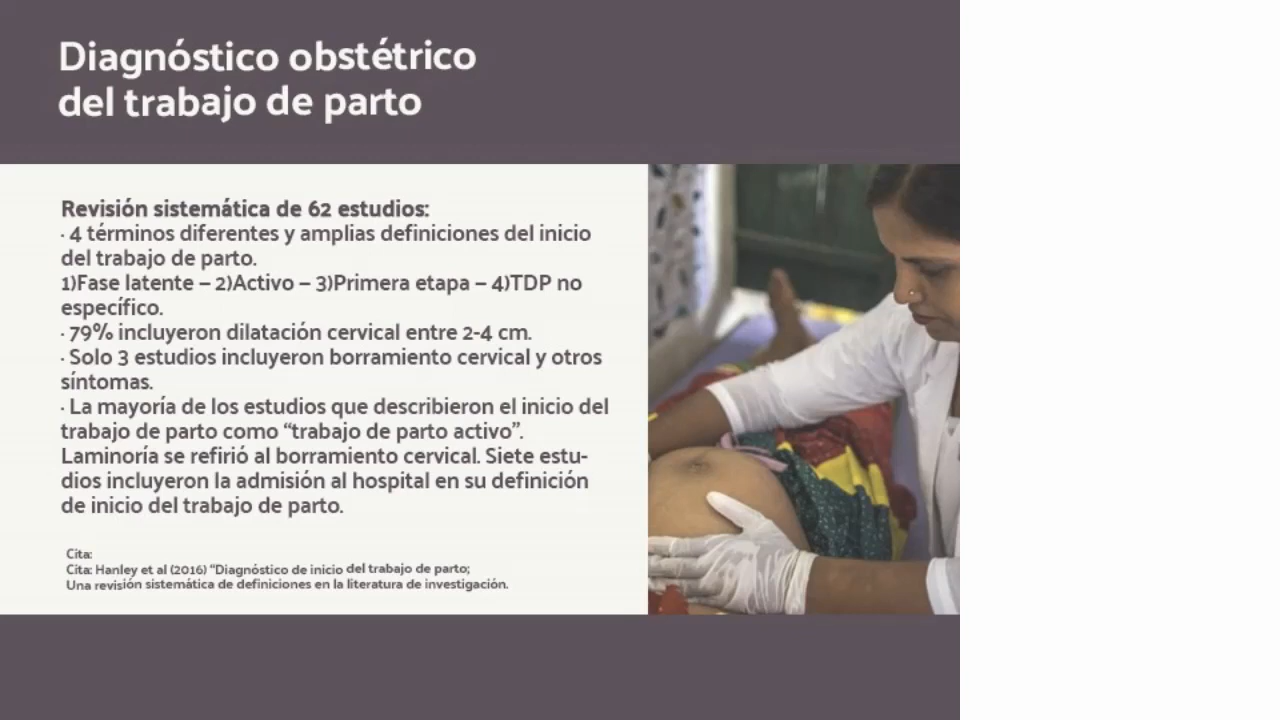 Diagnóstico obstétrico
del trabajo de parto
Revisión sistemática de 62 estudios:
· 4 términos diferentes y amplias definiciones del inicio
del trabajo de parto.
1)Fase latente – 2)Activo – 3)Primera etapa – 4)TDP no
específico.
· 79% incluyeron dilatación cervical entre 2-4 cm.
· Solo 3 estudios incluyeron borramiento cervical y otros
síntomas.
· La mayoría de los estudios que describieron el inicio del
trabajo de parto como “trabajo de parto activo”.
Laminoría se refirió al borramiento cervical. Siete estu-
dios incluyeron la admisión al hospital en su definición
de inicio del trabajo de parto.
Cita:
Cita: Hanley et al (2016) “Diagnóstico de inicio del trabajo de parto;
Una revisión sistemática de definiciones en la literatura de investigación.